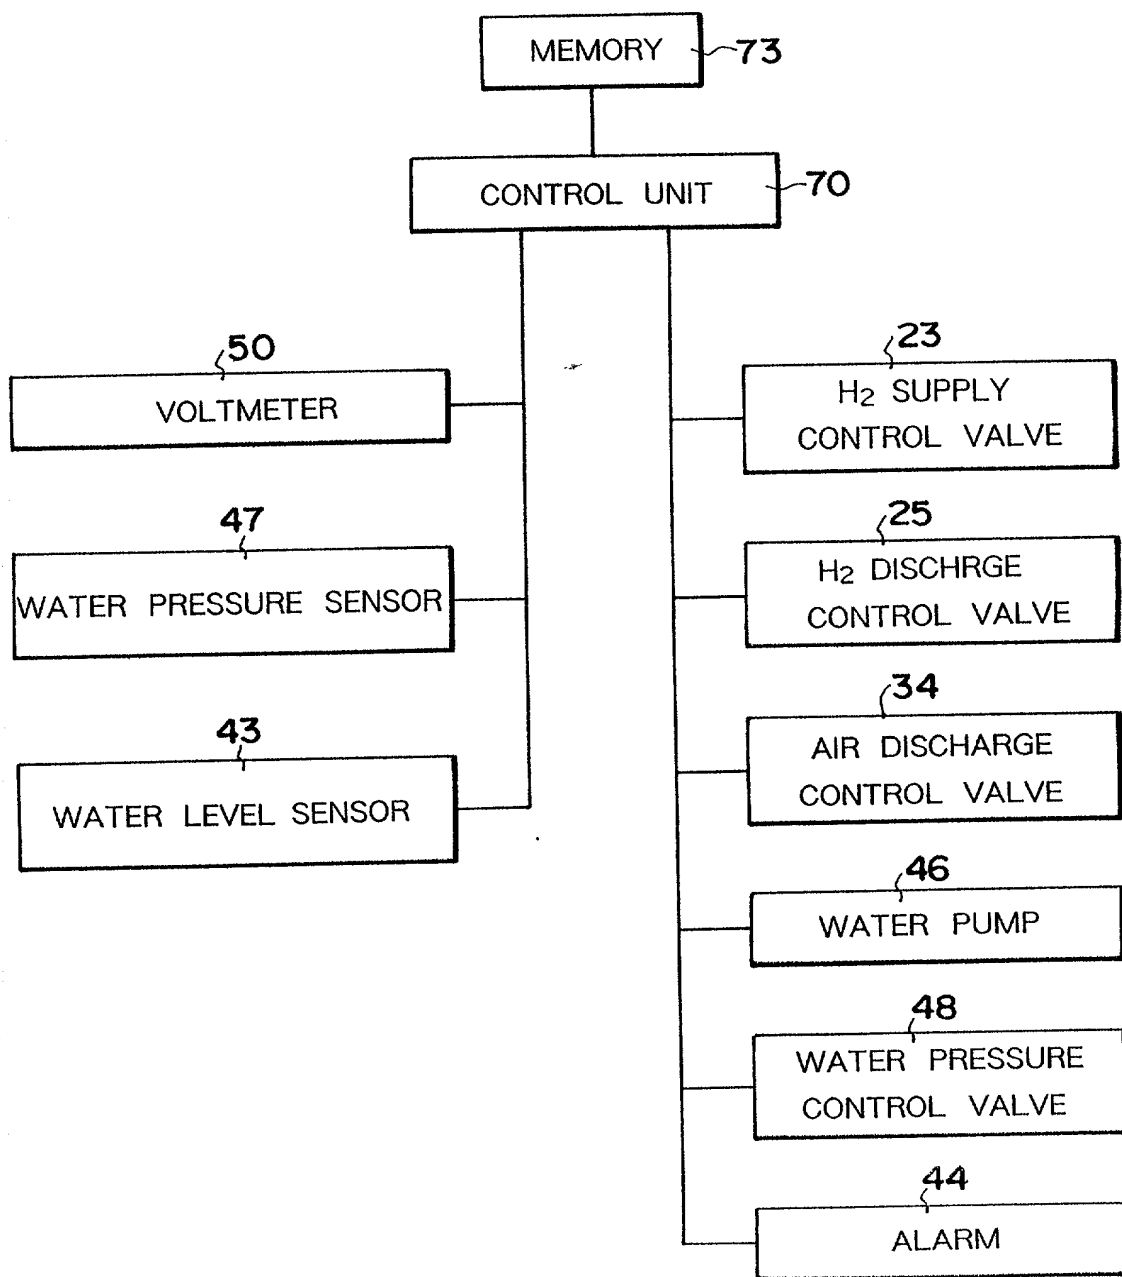 MEMORY 73
CONTROL UNIT 70
50
VOLTMETER
47
WATER PRESSURE SENSOR
43
WATER LEVEL SENSOR
23
H2 SUPPLY
CONTROL VALVE
25
H2 DISCHRGE
CONTROL VALVE
34
AIR DISCHARGE
CONTROL VALVE
46
WATER PUMP
48
WATER PRESSURE
CONTROL VALVE
44
ALARM